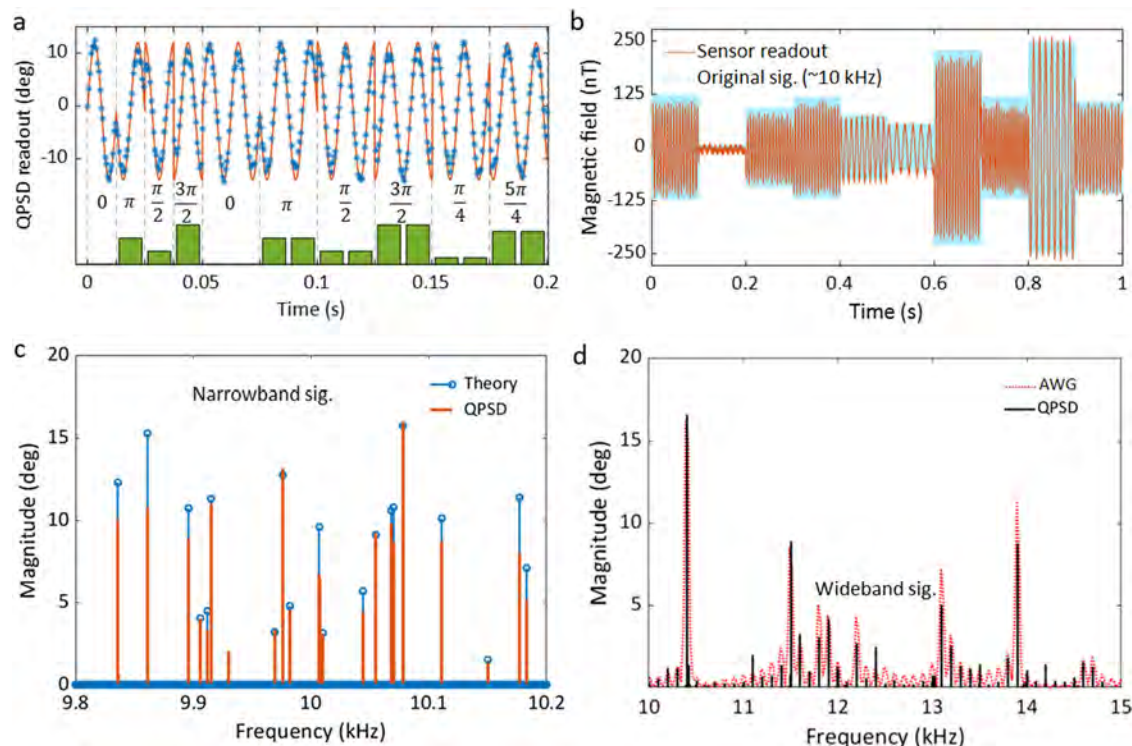 a
QPSD readout (deg)
10
0
-10
0 π π/2 3π/2 0 π π/2 3π/2 π/4 5π/4
0 0.05 0.1 0.15 0.2
Time (s)
b
Magnetic field (nT)
250
125
0
-125
-250
Sensor readout
Original sig. (~10 kHz)
0 0.2 0.4 0.6 0.8 1
Time (s)
c
Magnitude (deg)
20
15
10
5
0
Narrowband sig.
Theory
QPSD
9.8 9.9 10 10.1 10.2
Frequency (kHz)
d
Magnitude (deg)
20
15
10
5
AWG
QPSD
Wideband sig.
10 11 12 13 14 15
Frequency (kHz)